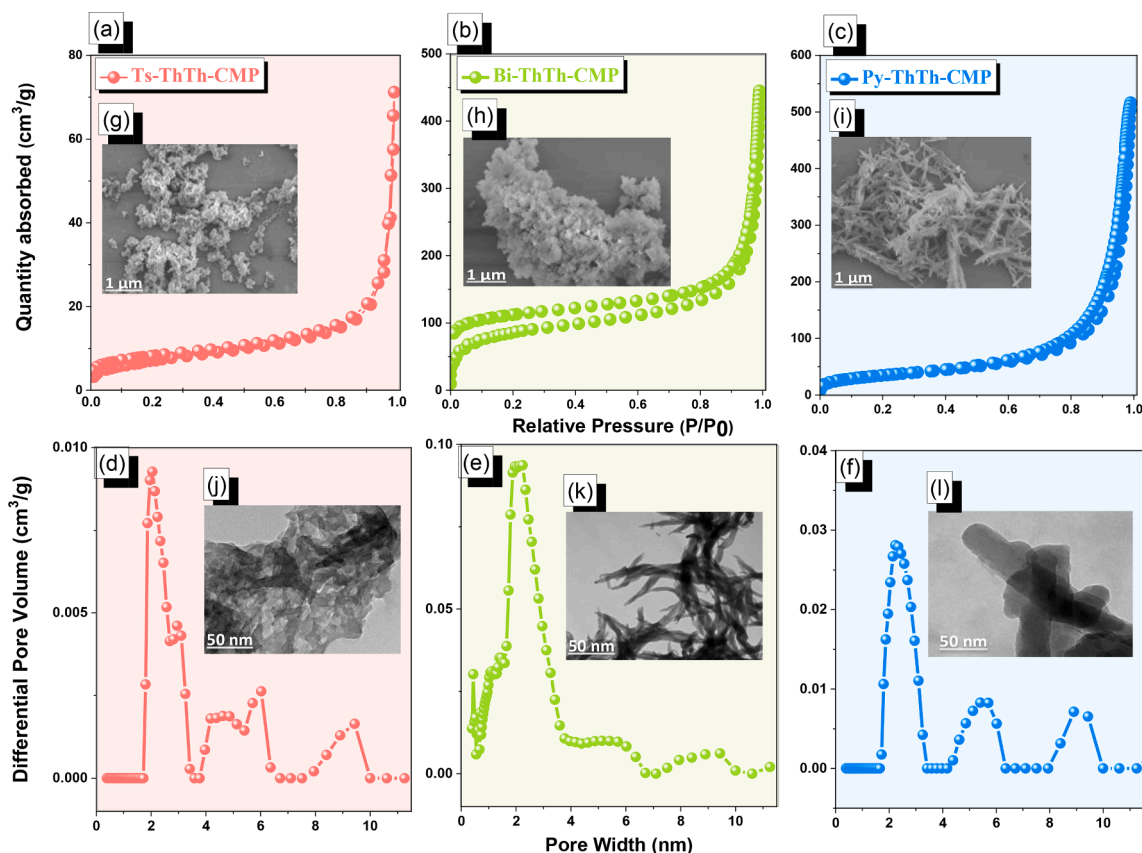 (a)
Ts-ThTh-CMP
(g)
1 µm
80
60
40
20
0
0.0 0.2 0.4 0.6 0.8 1.0
Quantity absorbed (cm³/g)
(b)
Bi-ThTh-CMP
(h)
1 µm
500
400
300
200
100
0
0.0 0.2 0.4 0.6 0.8 1.0
Relative Pressure (P/P0)
(c)
Py-ThTh-CMP
(i)
1 µm
600
500
400
300
200
100
0
0.0 0.2 0.4 0.6 0.8 1.0
(d)
(j)
50 nm
0.010
0.005
0.000
0 2 4 6 8 10
Differential Pore Volume (cm³/g)
(e)
(k)
50 nm
0.10
0.05
0.00
0 2 4 6 8 10
Pore Width (nm)
(f)
(l)
50 nm
0.04
0.03
0.02
0.01
0.00
0 2 4 6 8 10